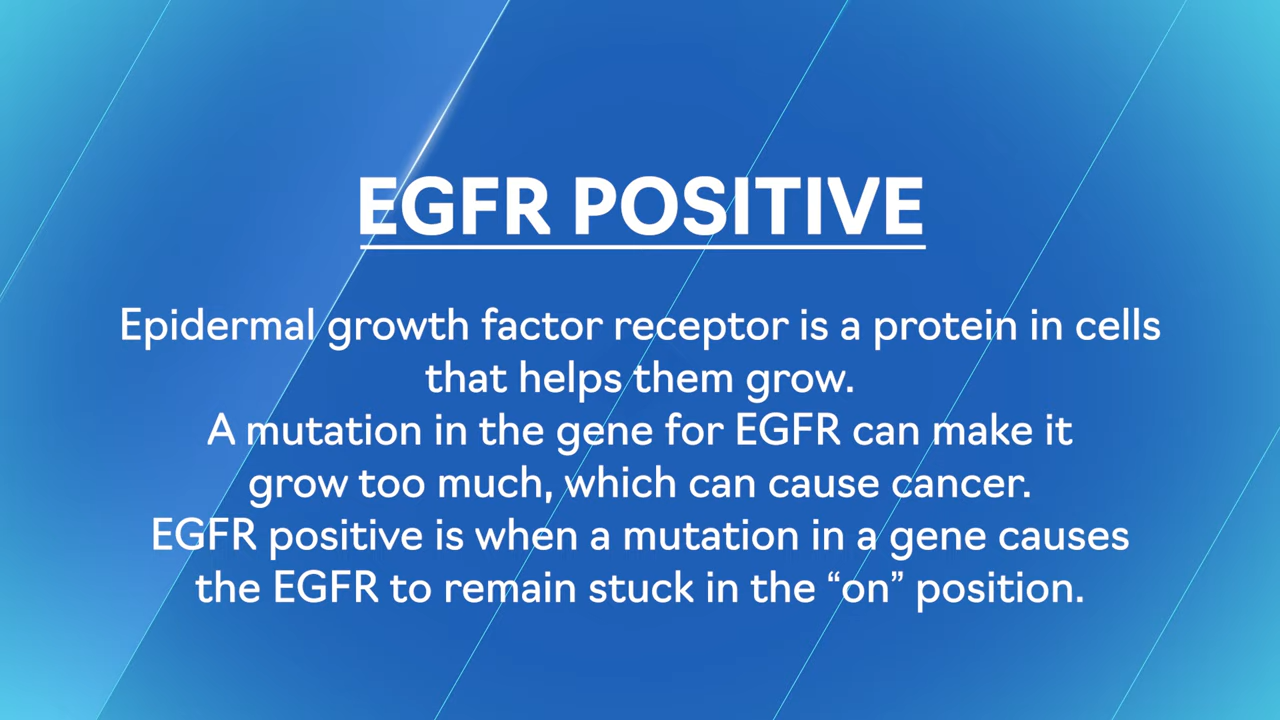 EGFR POSITIVE
Epidermal growth factor receptor is a protein in cells
that helps them grow.
A mutation in the gene for EGFR can make it
grow too much, which can cause cancer.
EGFR positive is when a mutation in a gene causes
the EGFR to remain stuck in the “on” position.